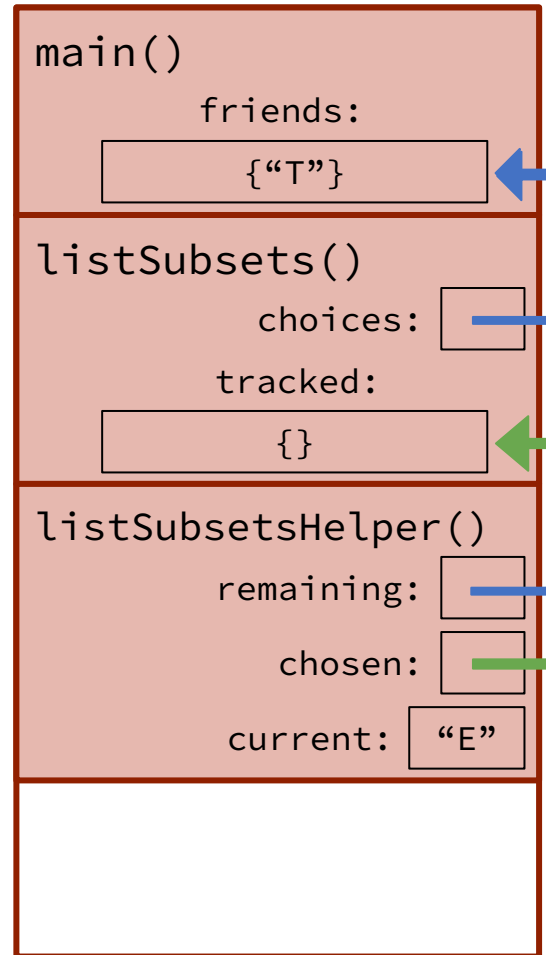 main()
friends:
{“T”}
listSubsets()
choices:
tracked:
{}
listSubsetsHelper()
remaining:
chosen:
current: “E”